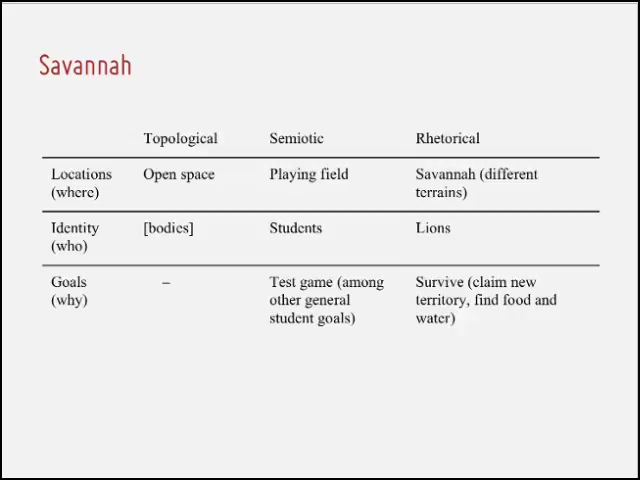 Savannah
Topological Semiotic Rhetorical
Locations Open space Playing field Savannah (different
(where) terrains)
Identity [bodies] Students Lions
(who)
Goals – Test game (among Survive (claim new
(why) other general territory, find food and
student goals) water)